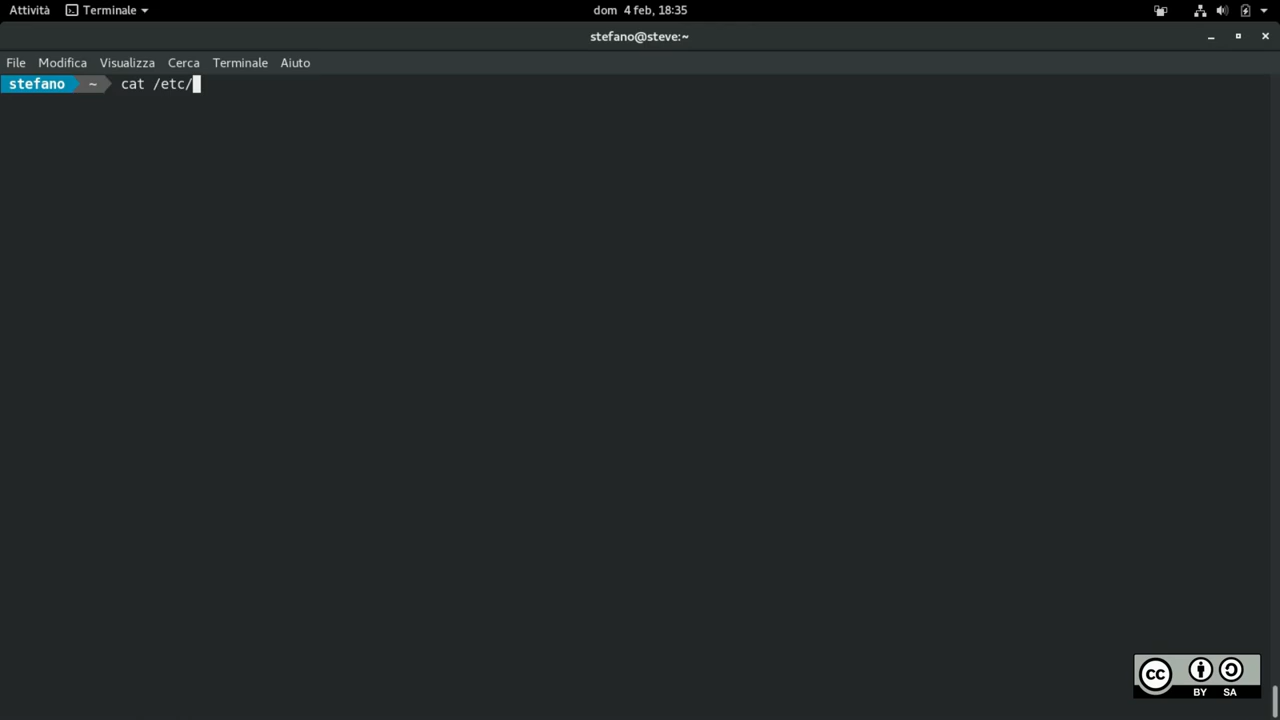 Attività Terminale dom 4 feb, 18:35
stefano@steve:~
File Modifica Visualizza Cerca Terminale Aiuto
stefano ~ cat /etc/
cc BY SA